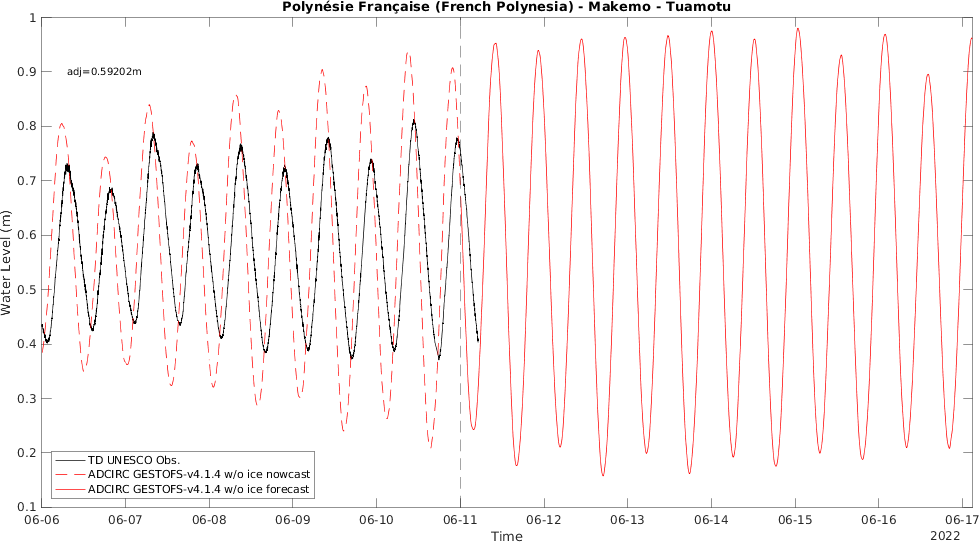 Polynésie Française (French Polynesia) - Makemo - Tuamotu
1
0.9
0.8
0.7
0.6
0.5
0.4
0.3
0.2
0.1
Water Level (m)
adj=0.59202m
TD UNESCO Obs.
ADCIRC GESTOFS-v4.1.4 w/o ice nowcast
ADCIRC GESTOFS-v4.1.4 w/o ice forecast
06-06 06-07 06-08 06-09 06-10 06-11 06-12 06-13 06-14 06-15 06-16 06-17
Time
2022